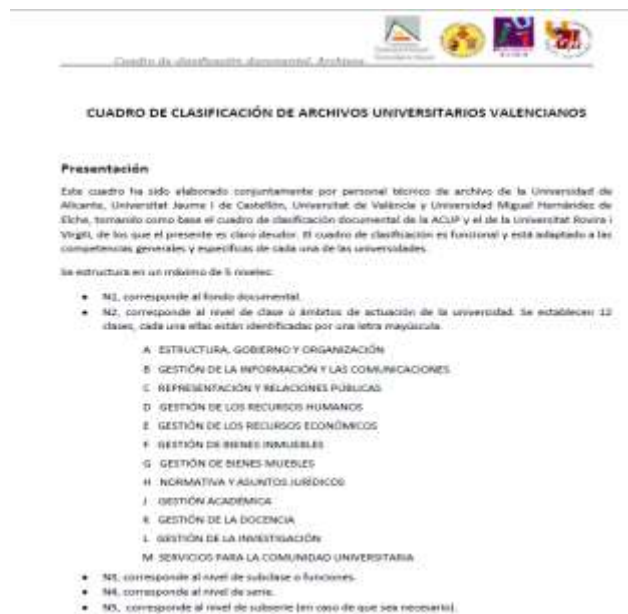 Cuadro de clasificación documental. Archivos
CUADRO DE CLASIFICACIÓN DE ARCHIVOS UNIVERSITARIOS VALENCIANOS
Presentación
Este cuadro ha sido elaborado conjuntamente por personal técnico de archivo de la Universidad de
Alicante, Universitat Jaume I de Castellón, Universitat de València y Universidad Miguel Hernández de
Elche, tomando como base el cuadro de clasificación documental de la ACUP y el de la Universitat Rovira i
Virgili, de los que el presente es claro deudor. El cuadro de clasificación es funcional y está adaptado a las
competencias generales y específicas de cada una de las universidades.
Se estructura en un máximo de 5 niveles:
• N1, corresponde al fondo documental.
• N2, corresponde al nivel de clase o ámbitos de actuación de la universidad. Se establecen 12
clases, cada una ellas están identificadas por una letra mayúscula.
A ESTRUCTURA, GOBIERNO Y ORGANIZACIÓN
B GESTIÓN DE LA INFORMACIÓN Y LAS COMUNICACIONES
C REPRESENTACIÓN Y RELACIONES PÚBLICAS
D GESTIÓN DE LOS RECURSOS HUMANOS
E GESTIÓN DE LOS RECURSOS ECONÓMICOS
F GESTIÓN DE BIENES INMUEBLES
G GESTIÓN DE BIENES MUEBLES
H NORMATIVA Y ASUNTOS JURÍDICOS
J GESTIÓN ACADÉMICA
K GESTIÓN DE LA DOCENCIA
L GESTIÓN DE LA INVESTIGACIÓN
M SERVICIOS PARA LA COMUNIDAD UNIVERSITARIA
• N3, corresponde al nivel de subclase o funciones.
• N4, corresponde al nivel de serie.
• N5, corresponde al nivel de subserie (en caso de que sea necesario).